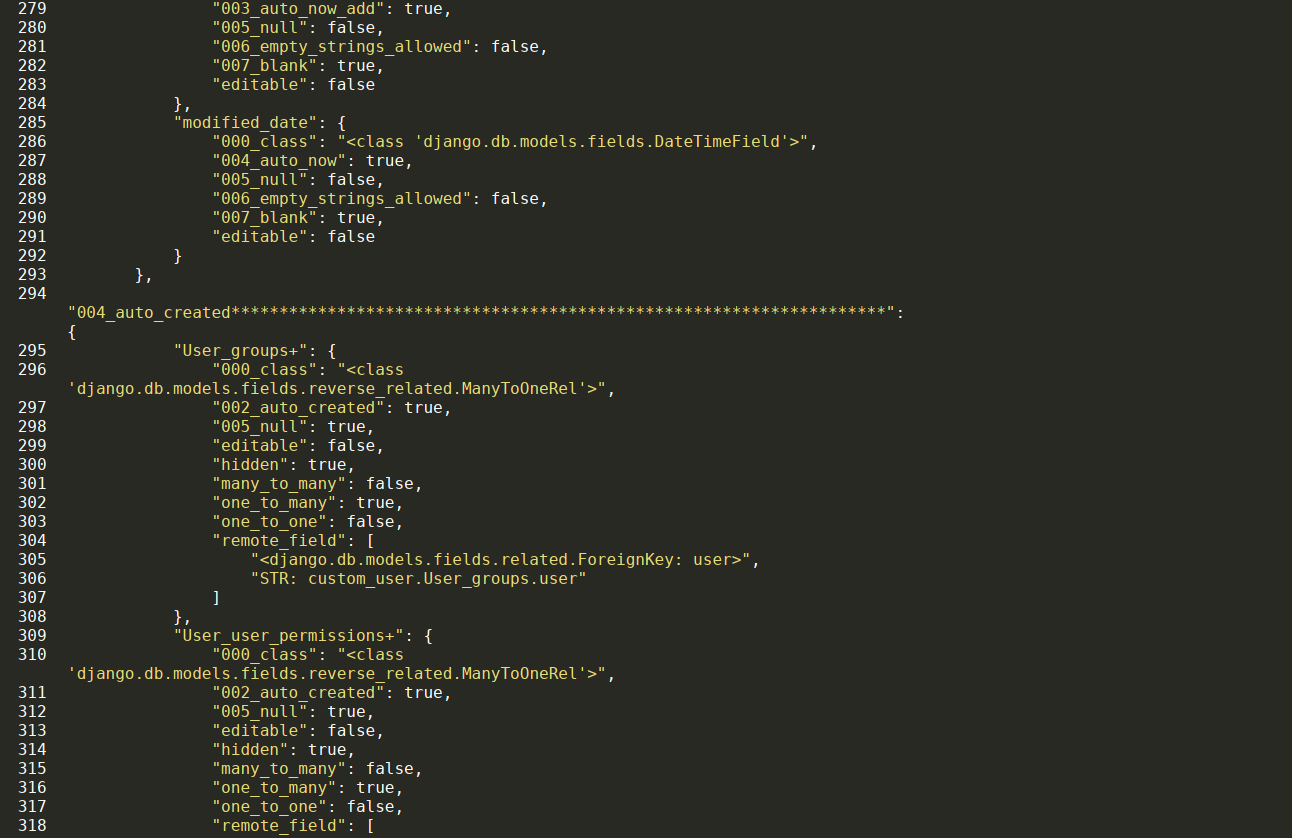 279 "003_auto_now_add": true,
280 "005_null": false,
281 "006_empty_strings_allowed": false,
282 "007_blank": true,
283 "editable": false
284 },
285 "modified_date": {
286 "000_class": "<class 'django.db.models.fields.DateTimeField'>",
287 "004_auto_now": true,
288 "005_null": false,
289 "006_empty_strings_allowed": false,
290 "007_blank": true,
291 "editable": false
292 }
293 },
294
"004_auto_created********************************************************************":
{
295 "User_groups+": {
296 "000_class": "<class
'django.db.models.fields.reverse_related.ManyToOneRel'>",
297 "002_auto_created": true,
298 "005_null": true,
299 "editable": false,
300 "hidden": true,
301 "many_to_many": false,
302 "one_to_many": true,
303 "one_to_one": false,
304 "remote_field": [
305 "<django.db.models.fields.related.ForeignKey: user>",
306 "STR: custom_user.User_groups.user"
307 ]
308 },
309 "User_user_permissions+": {
310 "000_class": "<class
'django.db.models.fields.reverse_related.ManyToOneRel'>",
311 "002_auto_created": true,
312 "005_null": true,
313 "editable": false,
314 "hidden": true,
315 "many_to_many": false,
316 "one_to_many": true,
317 "one_to_one": false,
318 "remote_field": [